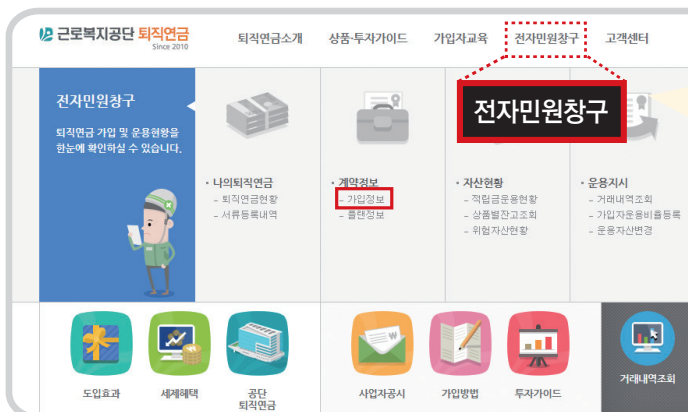 근로복지공단 퇴직연금
Since 2010
퇴직연금소개 상품·투자가이드 가입자교육 전자민원창구 고객센터
전자민원창구
퇴직연금 가입 및 운용현황을
한눈에 확인하실 수 있습니다.
전자민원창구
· 나의퇴직연금
- 퇴직연금현황
- 서류등록내역
· 계약정보
- 가입정보
- 플랜정보
· 자산현황
- 적립금운용현황
- 상품별잔고조회
- 위험자산현황
· 운용지시
- 거래내역조회
- 가입자운용비율등록
- 운용자산변경
도입효과
세제혜택
공단
퇴직연금
사업자공시
가입방법
투자가이드
거래내역조회